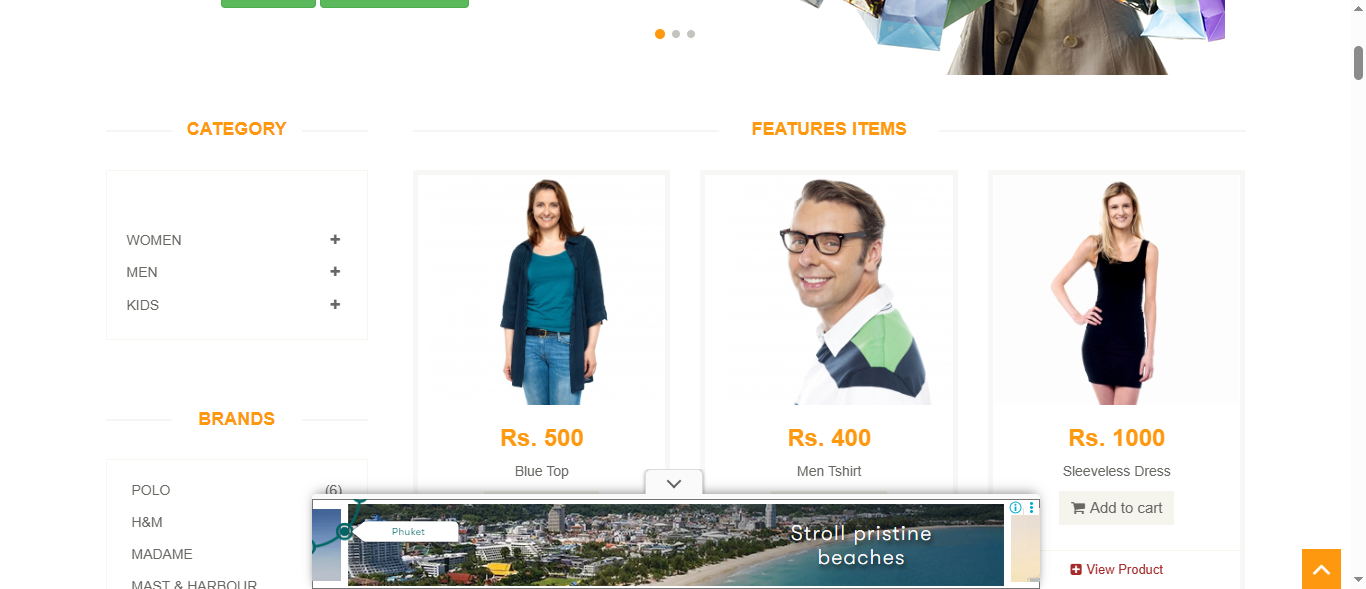 CATEGORY
WOMEN
MEN
KIDS
BRANDS
POLO (6)
H&M
MADAME
MAST & HARBOUR
FEATURES ITEMS
Rs. 500
Blue Top
Rs. 400
Men Tshirt
Rs. 1000
Sleeveless Dress
Add to cart
View Product
Phuket
Stroll pristine
beaches